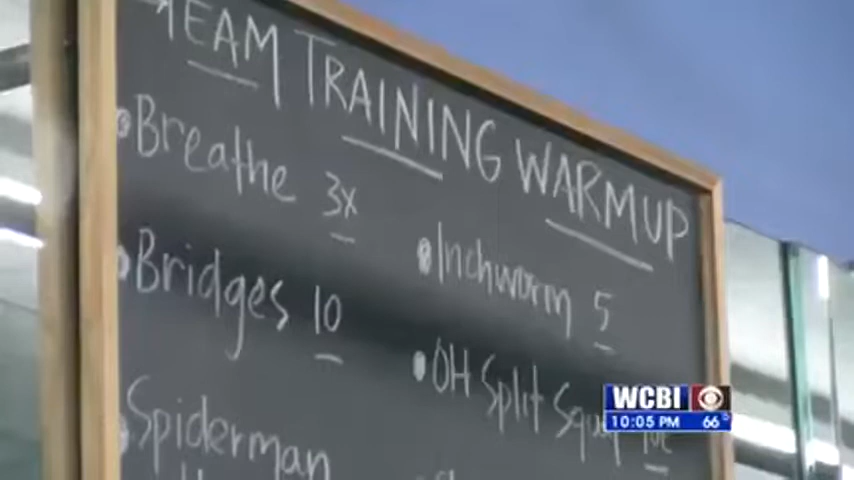 TEAM TRAINING WARMUP
Breathe 3x
Bridges 10
Spiderman
Inchworm 5
OH Split Squat
WCBI
10:05 PM 66°